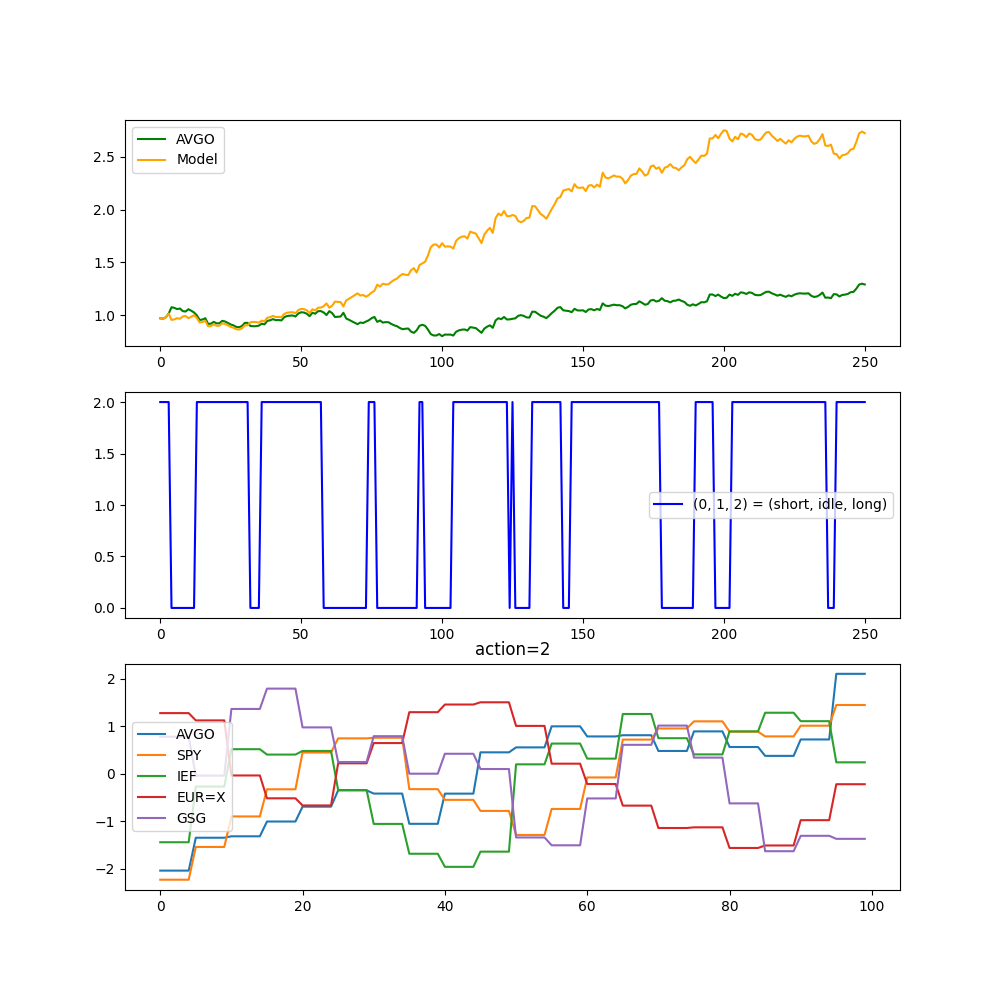 AVGO
Model
2.5
2.0
1.5
1.0
0 50 100 150 200 250
2.0
1.5
1.0
0.5
0.0
(0, 1, 2) = (short, idle, long)
0 50 100 150 200 250
action=2
2
1
0
−1
−2
AVGO
SPY
IEF
EUR=X
GSG
0 20 40 60 80 100